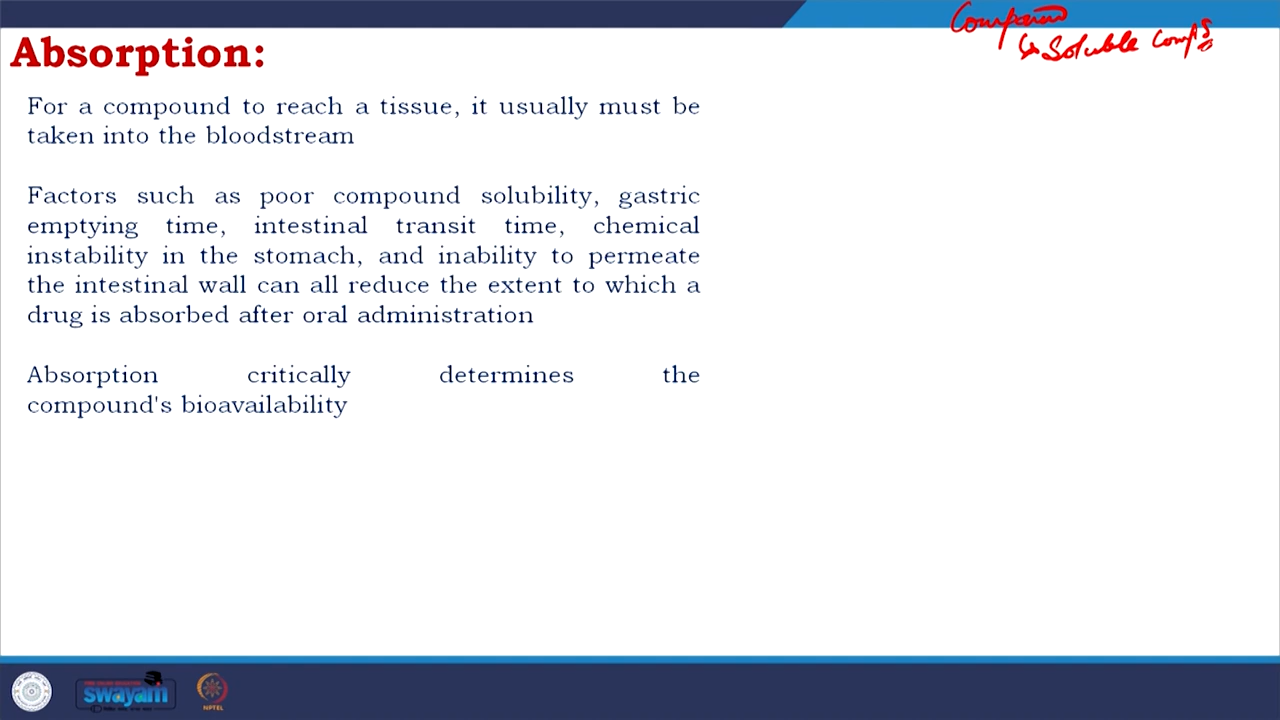 Compound
Soluble Comps
Absorption:
For a compound to reach a tissue, it usually must be
taken into the bloodstream
Factors such as poor compound solubility, gastric
emptying time, intestinal transit time, chemical
instability in the stomach, and inability to permeate
the intestinal wall can all reduce the extent to which a
drug is absorbed after oral administration
Absorption critically determines the
compound's bioavailability
swayam
NPTEL